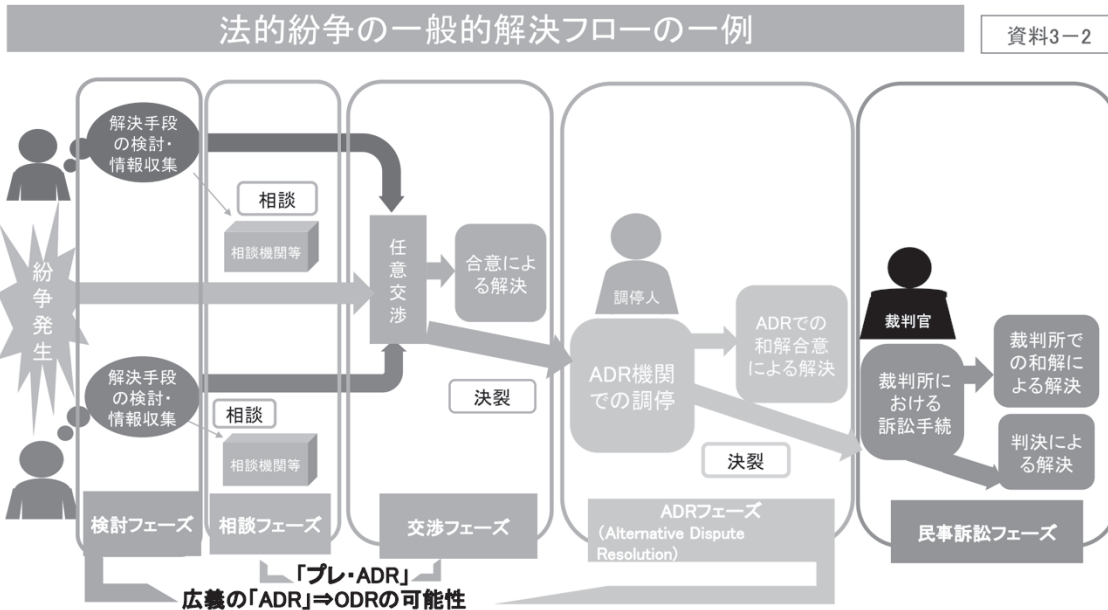 法的紛争の一般的解決フローの一例
資料3－2
解決手段
の検討・
情報収集
相談
相談機関等
紛争発生
任意交渉
合意によ
る解決
決裂
解決手段
の検討・
情報収集
相談
相談機関等
調停人
ADR機関
での調停
ADRでの
和解合意
による解決
決裂
裁判官
裁判所に
おける
訴訟手続
裁判所で
の和解に
よる解決
判決によ
る解決
検討フェーズ
相談フェーズ
交渉フェーズ
ADRフェーズ
(Alternative Dispute
Resolution)
民事訴訟フェーズ
「プレ・ADR」
広義の「ADR」⇒ODRの可能性